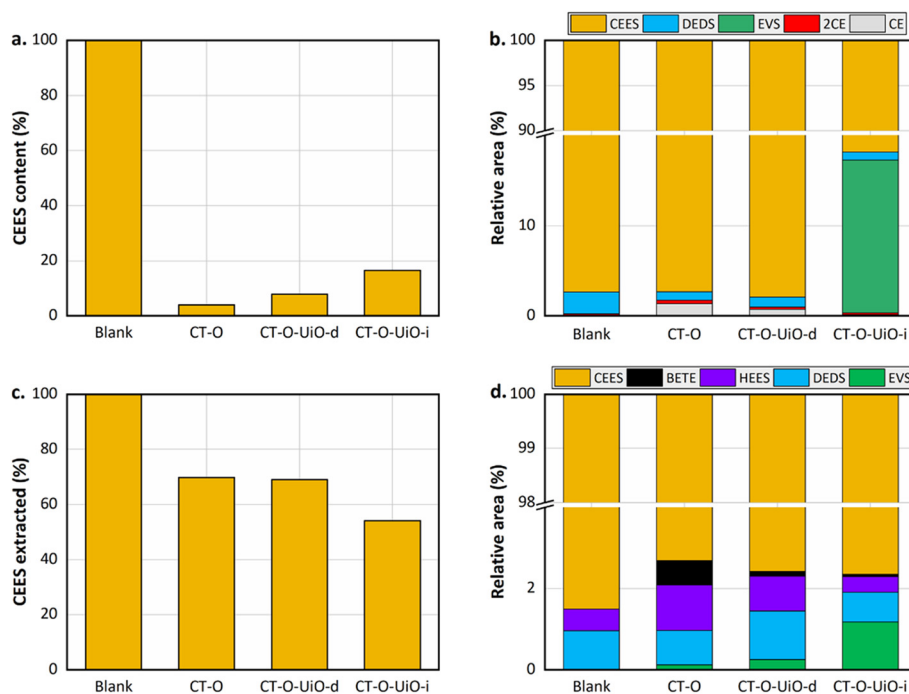 a.
CEES content (%)
100
80
60
40
20
0
Blank CT-O CT-O-UiO-d CT-O-UiO-i
CEES DEDS EVS 2CE CE
b.
Relative area (%)
100
95
90
10
0
Blank CT-O CT-O-UiO-d CT-O-UiO-i
c.
CEES extracted (%)
100
80
60
40
20
0
Blank CT-O CT-O-UiO-d CT-O-UiO-i
CEES BETE HEES DEDS EVS
d.
Relative area (%)
100
99
98
2
0
Blank CT-O CT-O-UiO-d CT-O-UiO-i